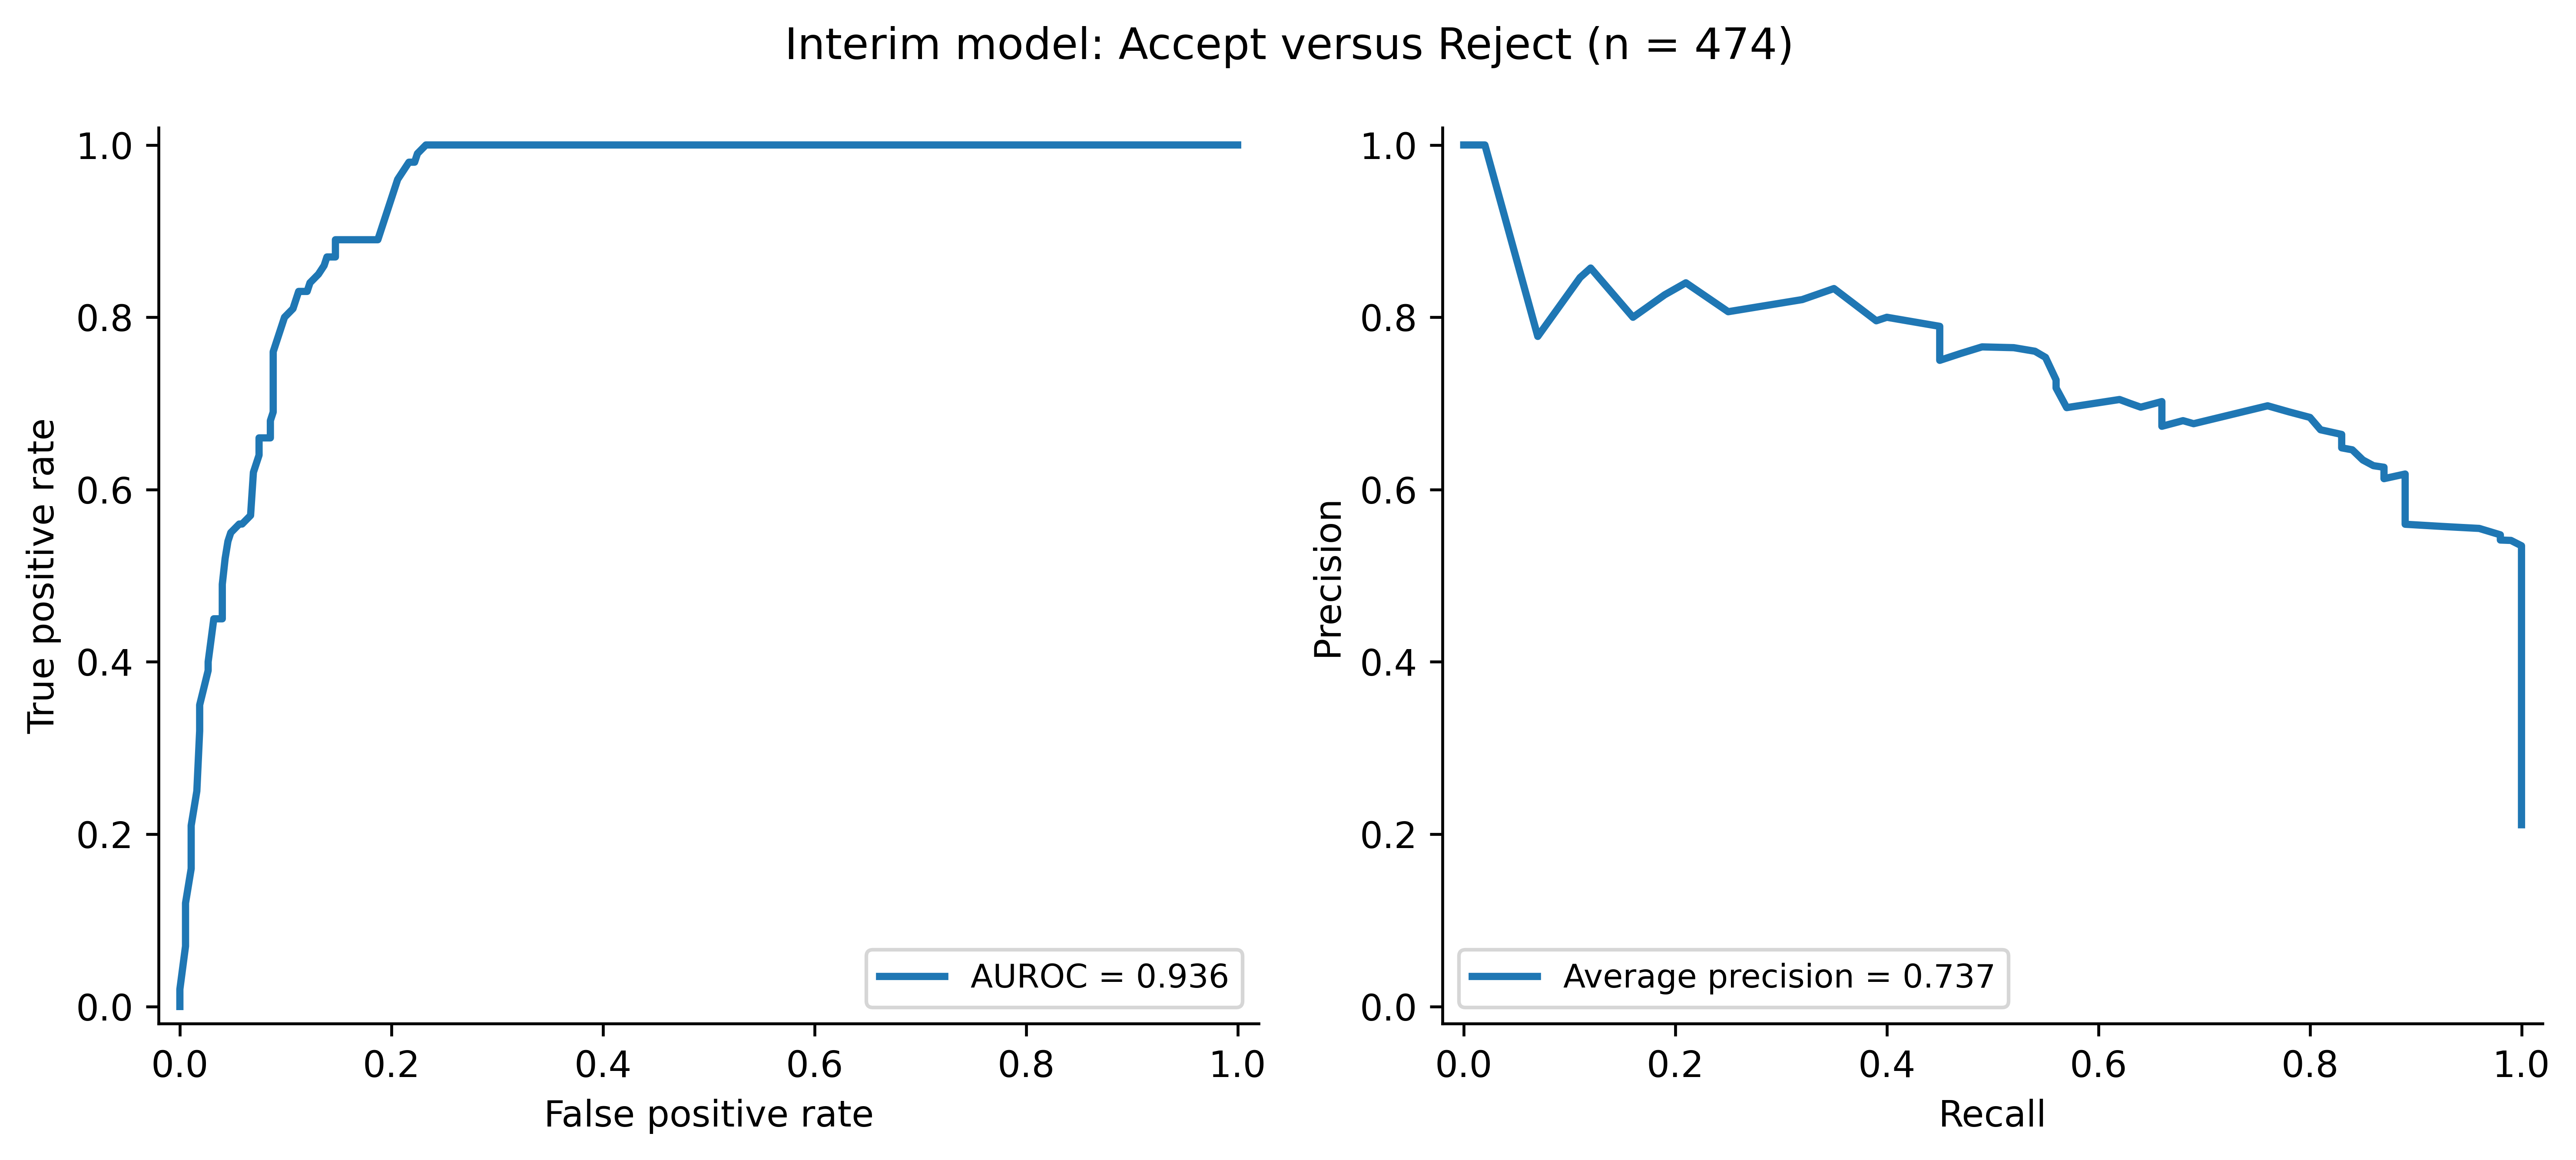 Interim model: Accept versus Reject (n = 474)
True positive rate
1.0
0.8
0.6
0.4
0.2
0.0
AUROC = 0.936
0.0 0.2 0.4 0.6 0.8 1.0
False positive rate
Precision
1.0
0.8
0.6
0.4
0.2
0.0
Average precision = 0.737
0.0 0.2 0.4 0.6 0.8 1.0
Recall